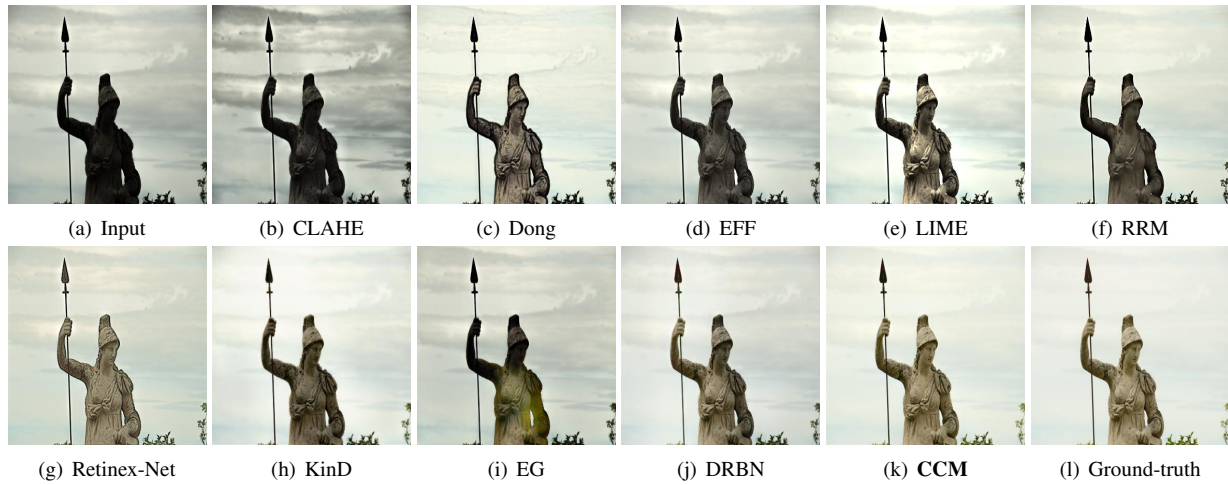 (a) Input (b) CLAHE (c) Dong (d) EFF (e) LIME (f) RRM
(g) Retinex-Net (h) KinD (i) EG (j) DRBN (k) CCM (l) Ground-truth